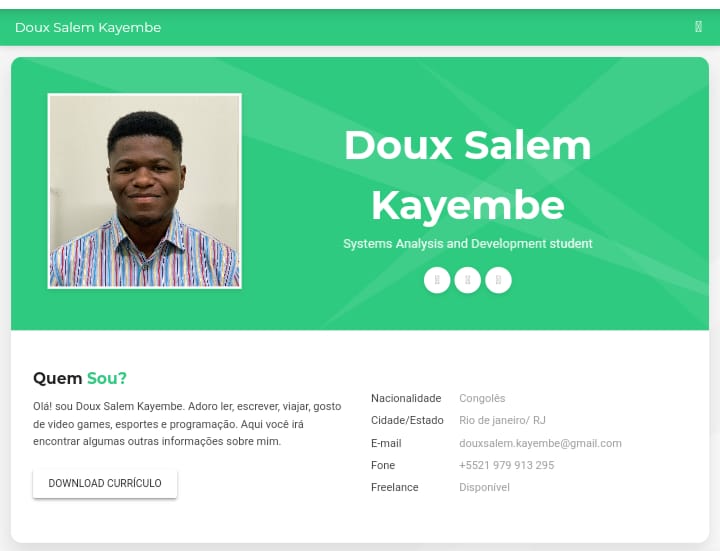 Doux Salem Kayembe
Doux Salem
Kayembe
Systems Analysis and Development student
Quem Sou?
Olá! sou Doux Salem Kayembe. Adoro ler, escrever, viajar, gosto
de video games, esportes e programação. Aqui você irá
encontrar algumas outras informações sobre mim.
DOWNLOAD CURRÍCULO
Nacionalidade Congolês
Cidade/Estado Rio de janeiro/ RJ
E-mail douxsalem.kayembe@gmail.com
Fone +5521 979 913 295
Freelance Disponível